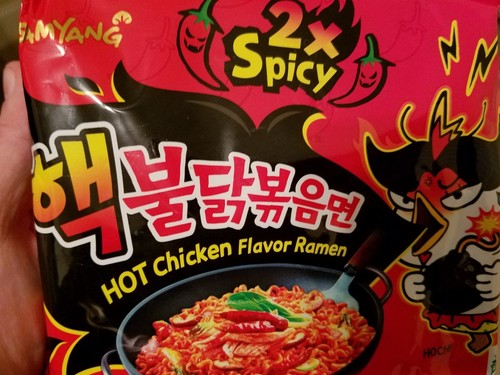 SAMYANG
2x
Spicy
핵불닭볶음면
HOT Chicken Flavor Ramen